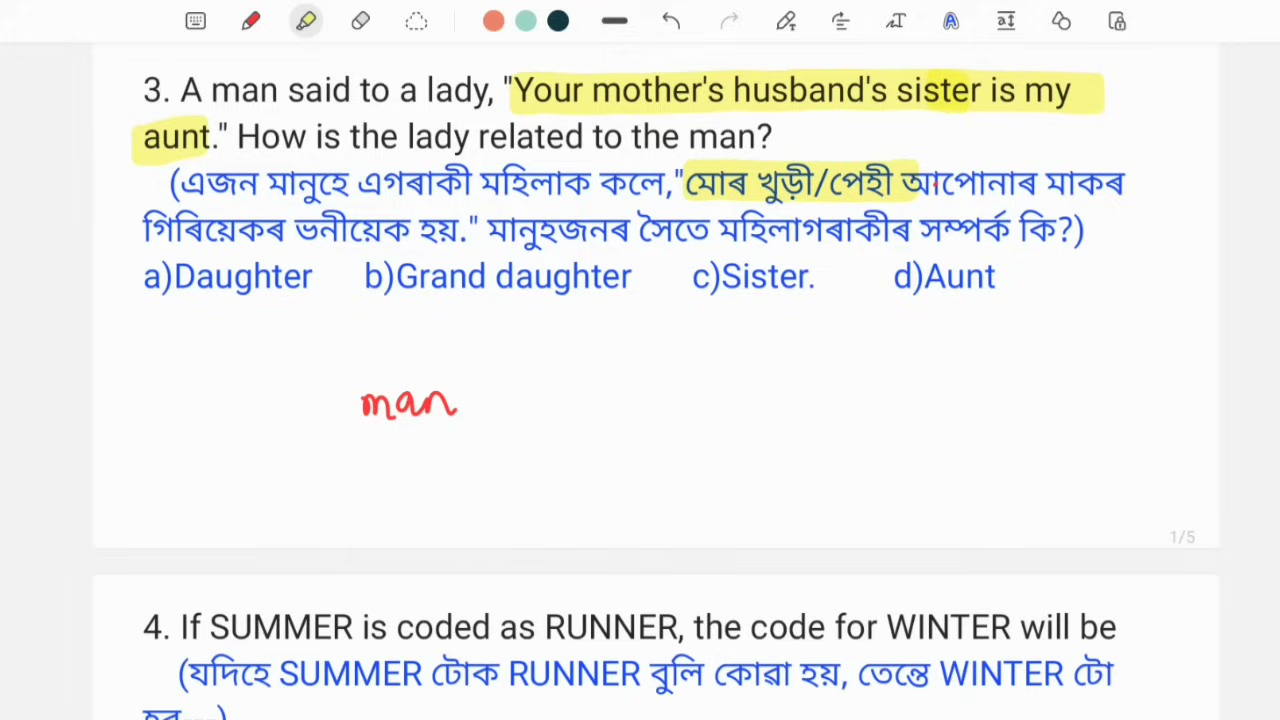 3. A man said to a lady, "Your mother's husband's sister is my
aunt." How is the lady related to the man?
(এজন মানুহে এগৰাকী মহিলাক কলে,"মোৰ খুড়ী/পেহী আপোনাৰ মাকৰ
গিৰিয়েকৰ ভনীয়েক হয়." মানুহজনৰ সৈতে মহিলাগৰাকীৰ সম্পৰ্ক কি?)
a)Daughter b)Grand daughter c)Sister. d)Aunt
man
1/5
4. If SUMMER is coded as RUNNER, the code for WINTER will be
(যদিহে SUMMER টোক RUNNER বুলি কোৱা হয়, তেন্তে WINTER টো